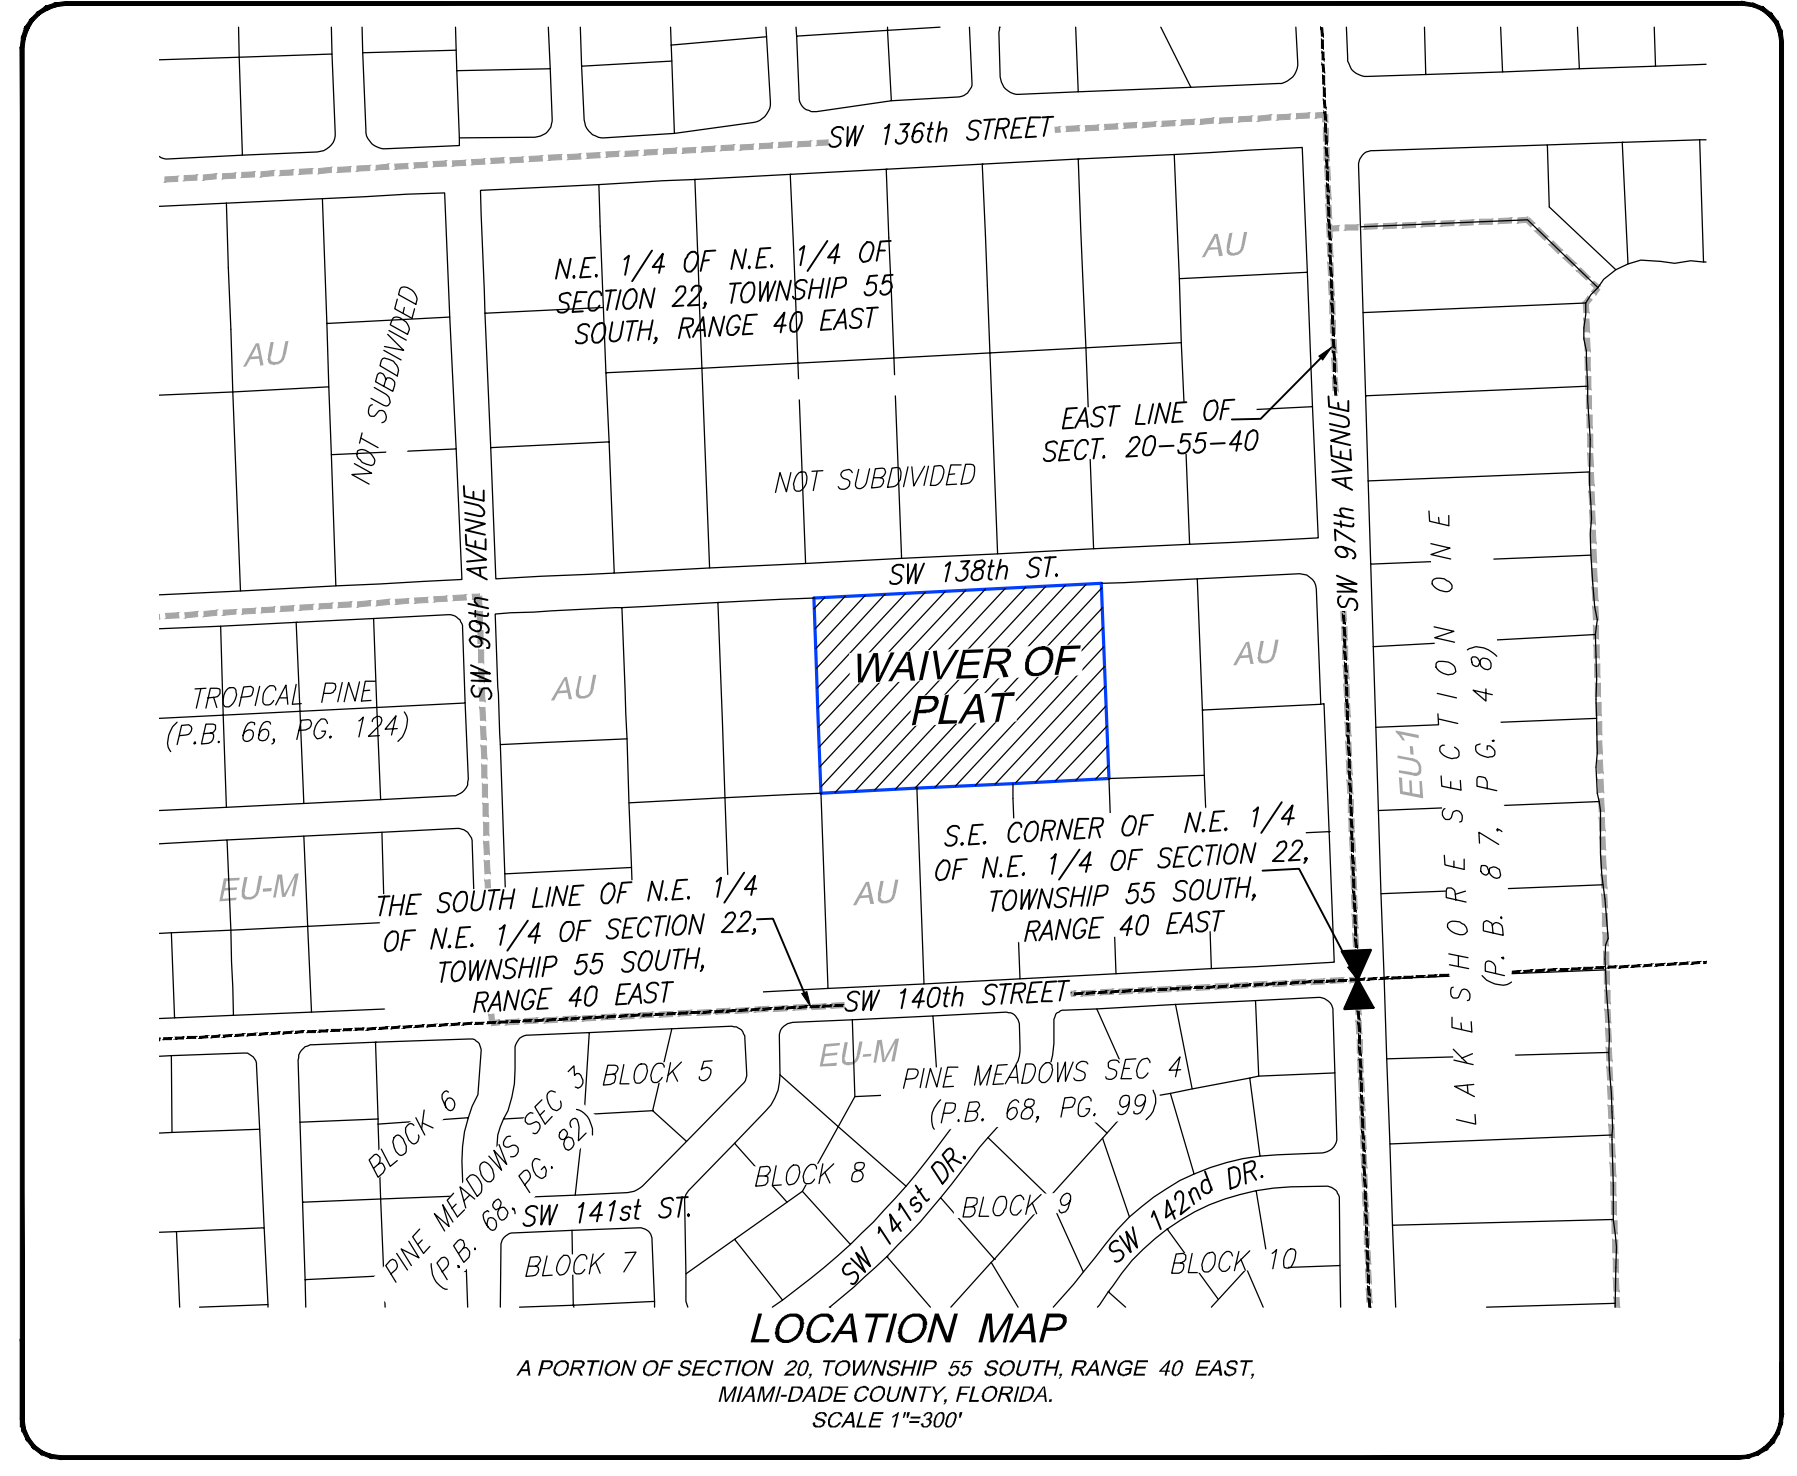 SW 136th STREET
AU
N.E. 1/4 OF N.E. 1/4 OF
SECTION 22, TOWNSHIP 55
SOUTH, RANGE 40 EAST
AU
NOT SUBDIVIDED
EAST LINE OF
SECT. 20-55-40
NOT SUBDIVIDED
SW 97th AVENUE
SW 99th AVENUE
SW 138th ST.
WAIVER OF
PLAT
AU
AU
TROPICAL PINE
(P.B. 66, PG. 124)
LAKESHORE SECTION ONE
(P.B. 87, PG. 48)
EU-1
S.E. CORNER OF N.E. 1/4
OF N.E. 1/4 OF SECTION 22,
TOWNSHIP 55 SOUTH,
RANGE 40 EAST
EU-M
AU
THE SOUTH LINE OF N.E. 1/4
OF N.E. 1/4 OF SECTION 22,
TOWNSHIP 55 SOUTH,
RANGE 40 EAST
SW 140th STREET
EU-M
BLOCK 5
BLOCK 6
PINE MEADOWS SEC 3
(P.B. 68, PG. 82)
PINE MEADOWS SEC 4
(P.B. 68, PG. 99)
BLOCK 8
SW 141st DR.
BLOCK 9
SW 142nd DR.
SW 141st ST.
BLOCK 7
BLOCK 10
LOCATION MAP
A PORTION OF SECTION 20, TOWNSHIP 55 SOUTH, RANGE 40 EAST,
MIAMI-DADE COUNTY, FLORIDA.
SCALE 1"=300'